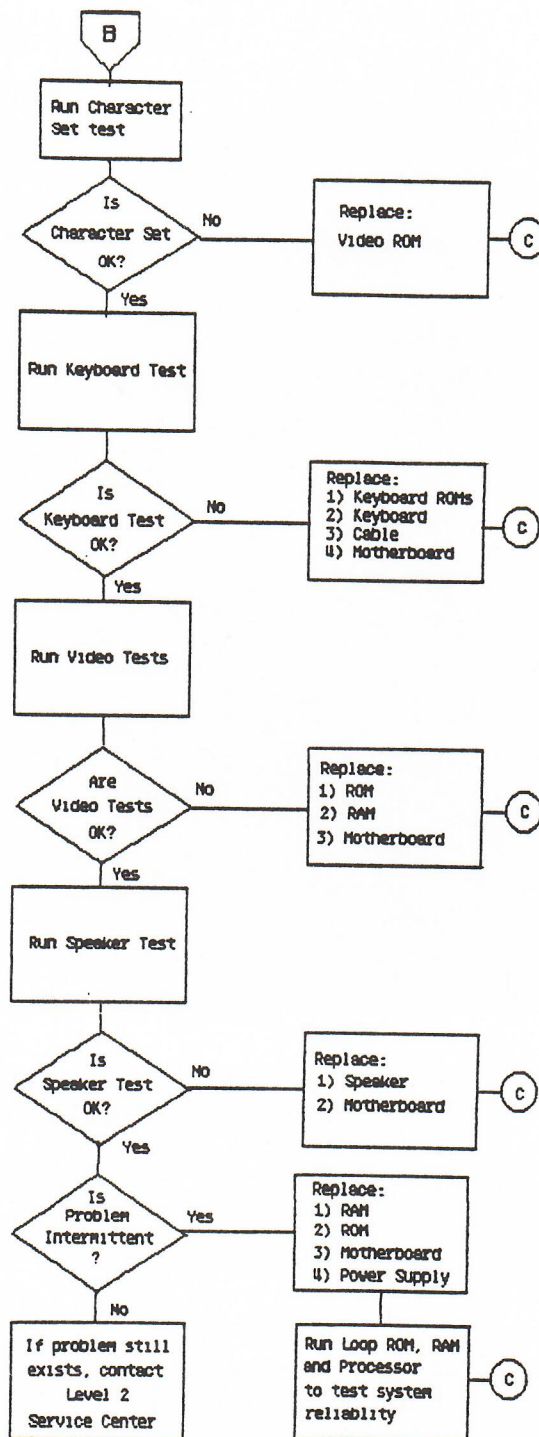 B
Run Character
Set test
Is
Character Set
OK?
No
Replace:
Video ROM
C
Yes
Run Keyboard Test
Is
Keyboard Test
OK?
No
Replace:
1) Keyboard ROMs
2) Keyboard
3) Cable
4) Motherboard
C
Yes
Run Video Tests
Are
Video Tests
OK?
No
Replace:
1) ROM
2) RAM
3) Motherboard
C
Yes
Run Speaker Test
Is
Speaker Test
OK?
No
Replace:
1) Speaker
2) Motherboard
C
Yes
Is
Problem
Intermittent
?
Yes
Replace:
1) RAM
2) ROM
3) Motherboard
4) Power Supply
No
If problem still
exists, contact
Level 2
Service Center
Run Loop ROM, RAM
and Processor
to test system
reliablity
C